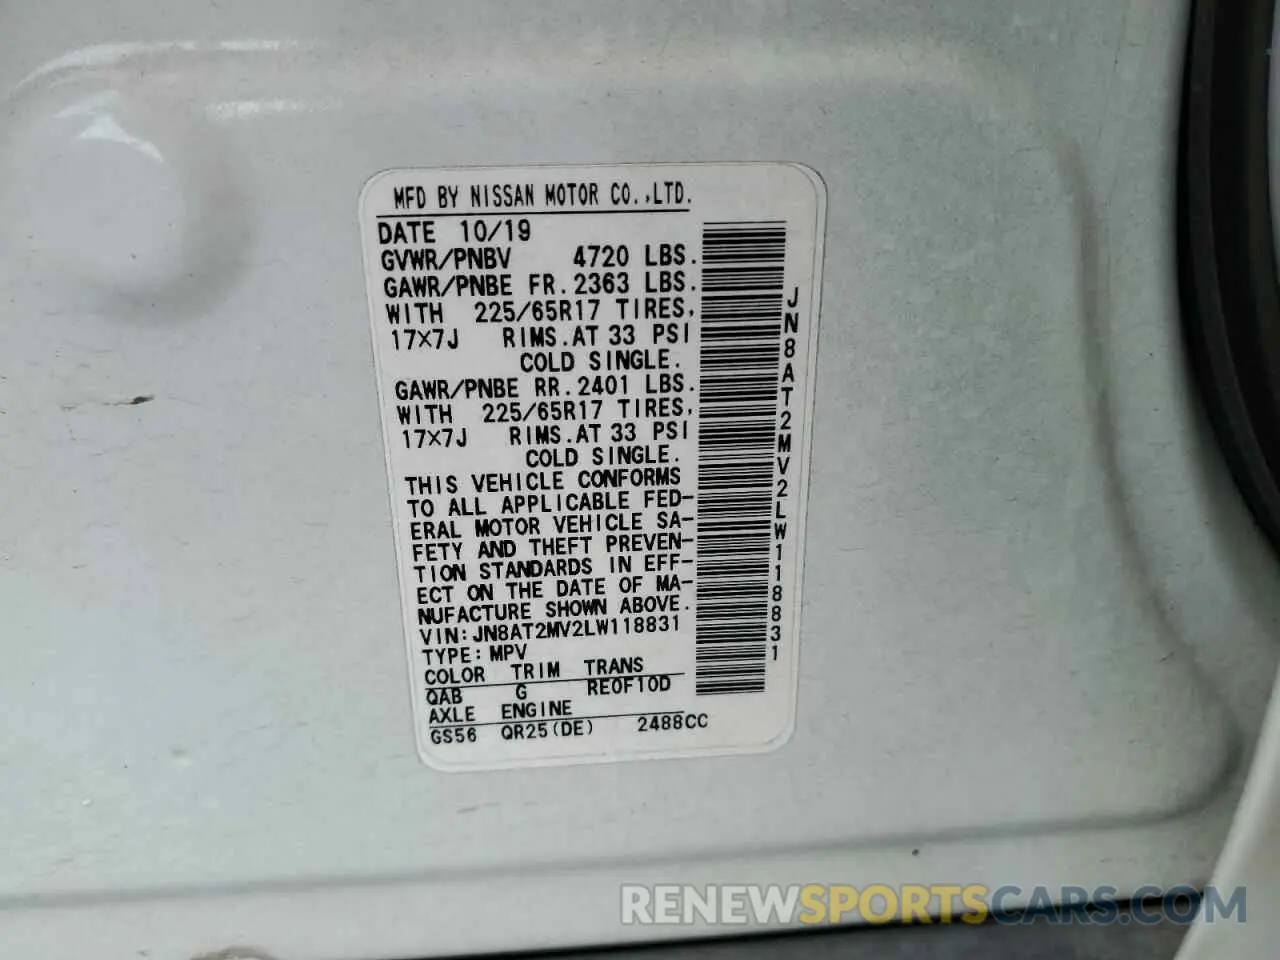 MFD BY NISSAN MOTOR CO.,LTD.
DATE 10/19
GVWR/PNBV 4720 LBS.
GAWR/PNBE FR. 2363 LBS.
WITH 225/65R17 TIRES,
17×7J RIMS. AT 33 PSI
COLD SINGLE.
GAWR/PNBE RR. 2401 LBS.
WITH 225/65R17 TIRES,
17×7J RIMS. AT 33 PSI
COLD SINGLE.
THIS VEHICLE CONFORMS
TO ALL APPLICABLE FED-
ERAL MOTOR VEHICLE SA-
FETY AND THEFT PREVEN-
TION STANDARDS IN EFF-
ECT ON THE DATE OF MA-
NUFACTURE SHOWN ABOVE.
VIN: JN8AT2MV2LW118831
TYPE: MPV
COLOR TRIM TRANS
QAB G RE0F10D
AXLE ENGINE
GS56 QR25(DE) 2488CC
JN8AT2MV2LW118831
RENEWSPORTSCARS.COM